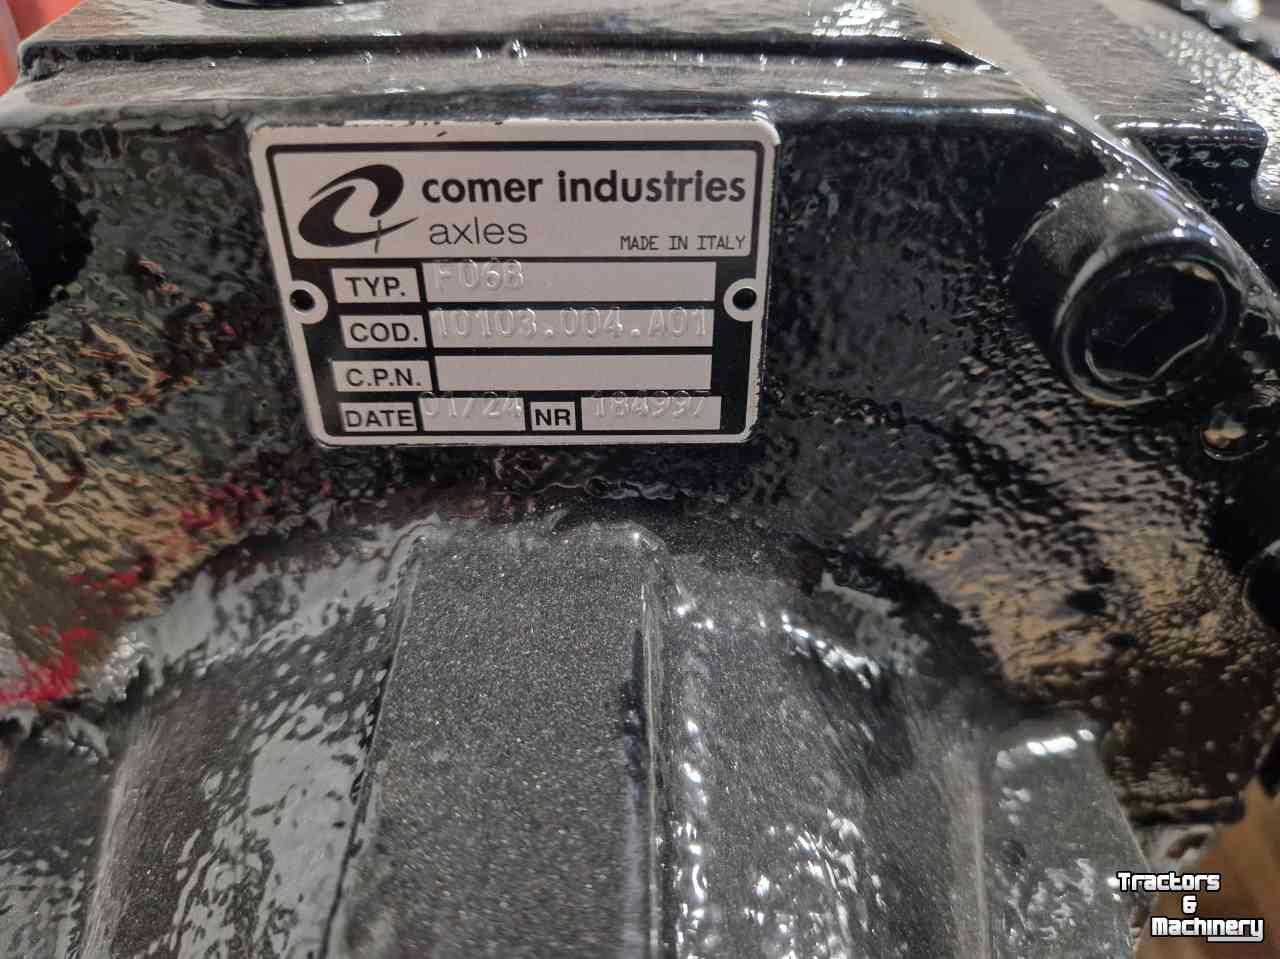 comer industries
axles
MADE IN ITALY
TYP. F068
COD. 10103.004.A01
C.P.N.
DATE 01/24 NR 184997
Tractors
&
Machinery